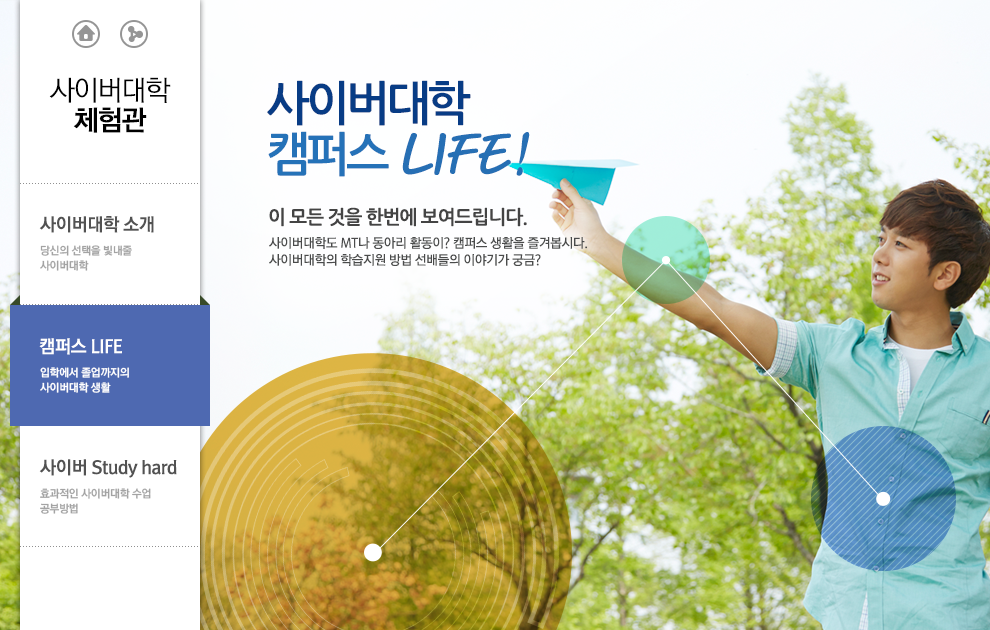 사이버대학
체험관
사이버대학 소개
당신의 선택을 빛내줄
사이버대학
캠퍼스 LIFE
입학에서 졸업까지의
사이버대학 생활
사이버 Study hard
효과적인 사이버대학 수업
공부방법
사이버대학
캠퍼스 LIFE!
이 모든 것을 한번에 보여드립니다.
사이버대학도 MT나 동아리 활동이? 캠퍼스 생활을 즐겨봅시다.
사이버대학의 학습지원 방법 선배들의 이야기가 궁금?